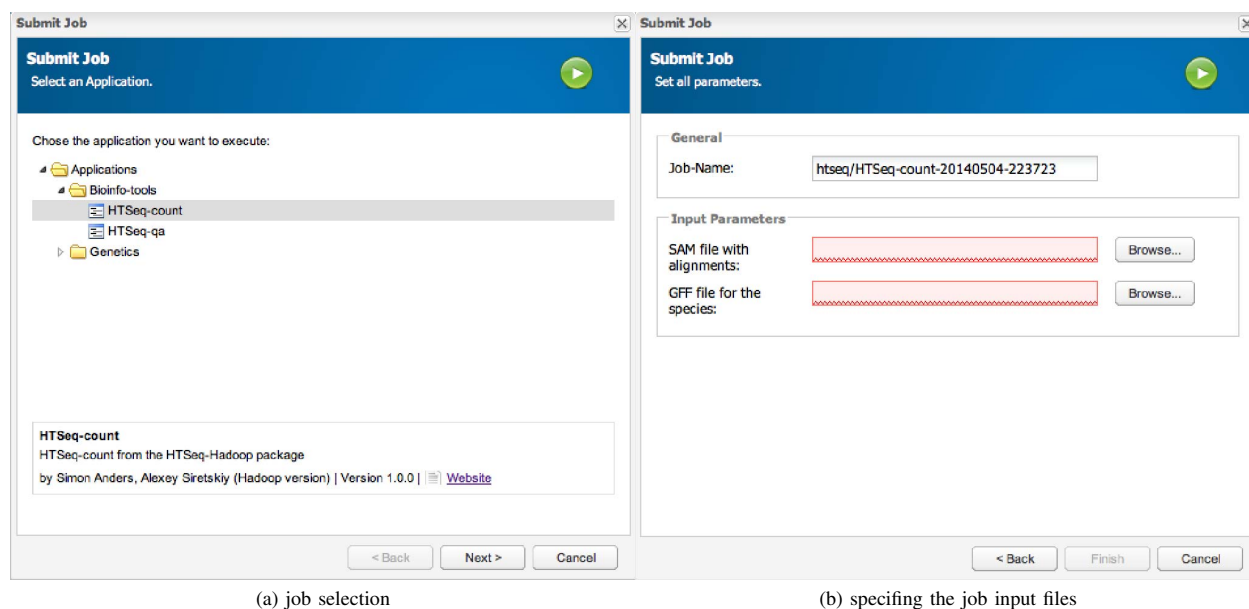 Submit Job
Submit Job
Select an Application.
Chose the application you want to execute:
Applications
Bioinfo-tools
HTSeq-count
HTSeq-qa
Genetics
HTSeq-count
HTSeq-count from the HTSeq-Hadoop package
by Simon Anders, Alexey Siretskiy (Hadoop version) | Version 1.0.0 | Website
< Back Next > Cancel
(a) job selection
Submit Job
Submit Job
Set all parameters.
General
Job-Name: htseq/HTSeq-count-20140504-223723
Input Parameters
SAM file with
alignments:
Browse...
GFF file for the
species:
Browse...
< Back Finish Cancel
(b) specifing the job input files